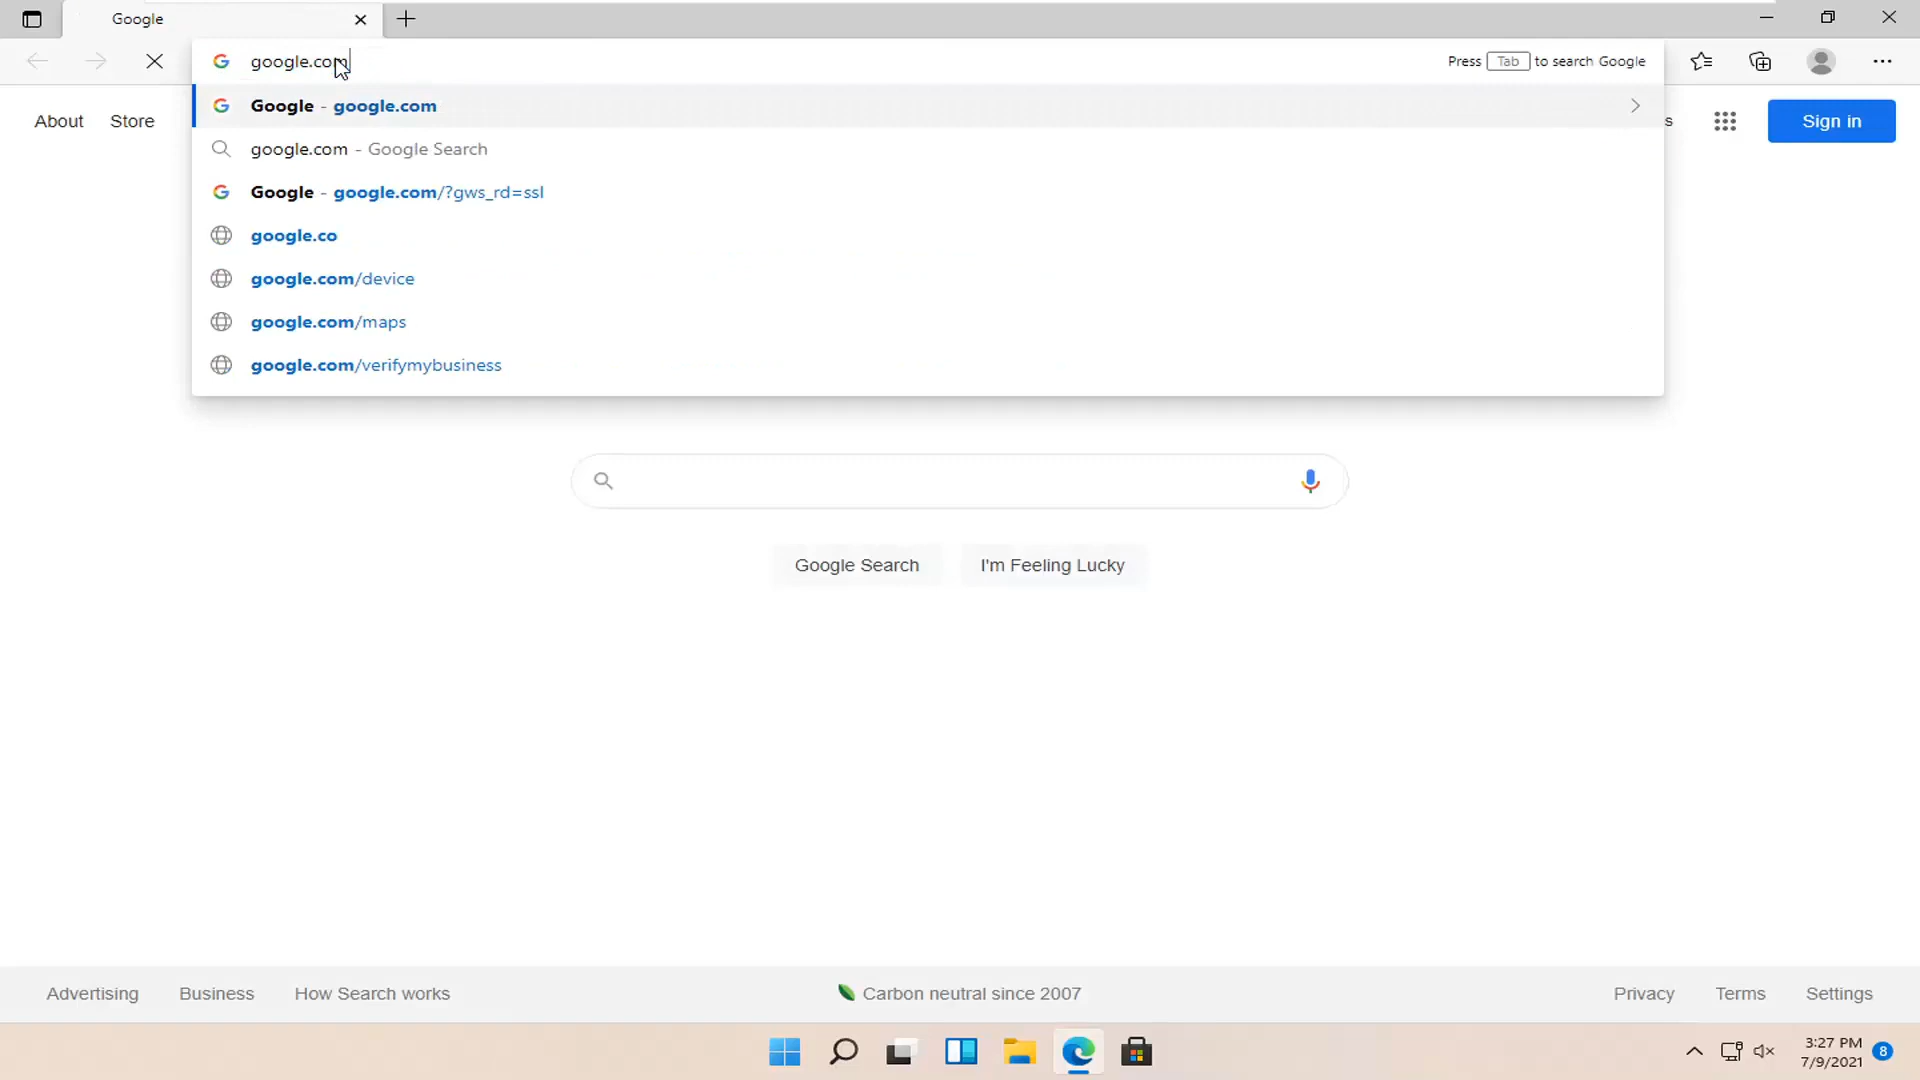 Google
google.com
Press Tab to search Google
Google - google.com
google.com - Google Search
Google - google.com/?gws_rd=ssl
google.co
google.com/device
google.com/maps
google.com/verifymybusiness
About Store
s
Sign in
Google Search I'm Feeling Lucky
Advertising Business How Search works
Carbon neutral since 2007
Privacy Terms Settings
3:27 PM
7/9/2021
8